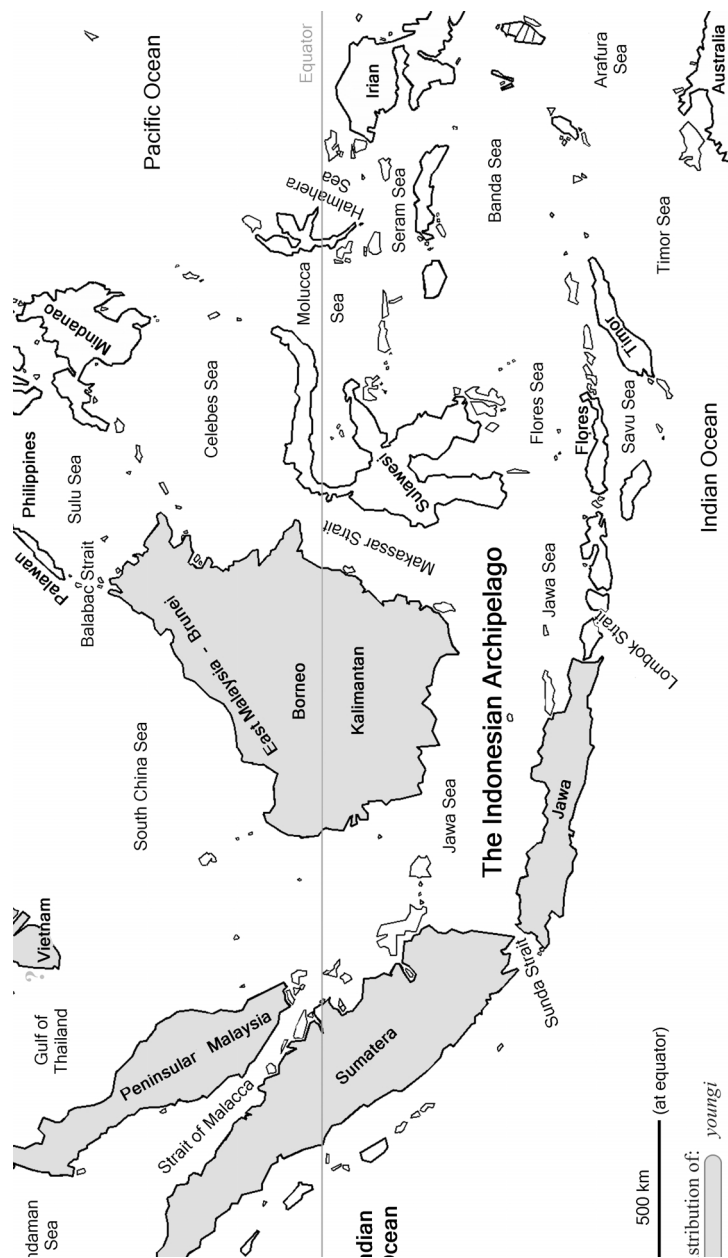 ndaman
Sea
Gulf of
Thailand
?
Vietnam
Palawan
Philippines
Mindanao
Pacific Ocean
South China Sea
Balabac Strait
Sulu Sea
Peninsular Malaysia
Strait of Malacca
East Malaysia - Brunei
Celebes Sea
Borneo
Molucca
Sea
Halmahera
Sea
Equator
Kalimantan
Makassar Strait
Sumatera
Sulawesi
Irian
ndian
cean
Seram Sea
Jawa Sea
The Indonesian Archipelago
Banda Sea
Sunda Strait
Jawa
Jawa Sea
Flores Sea
Flores
Lombok Strait
Savu Sea
Timor
Arafura
Sea
Timor Sea
Indian Ocean
Australia
500 km
(at equator)
stribution of:
youngi